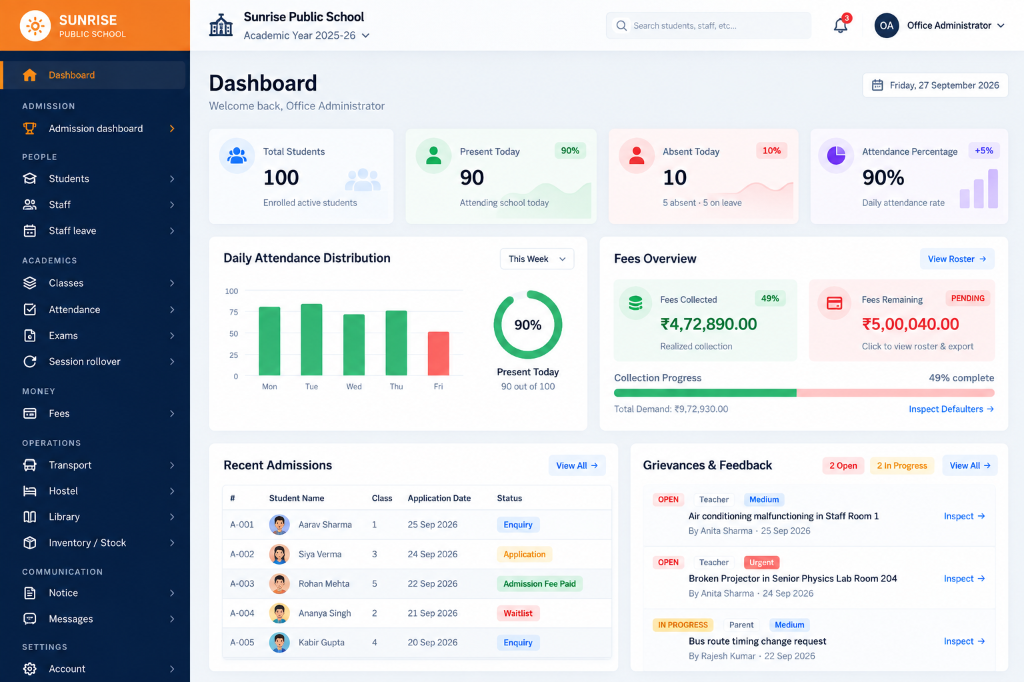 SUNRISE
PUBLIC SCHOOL
Dashboard
ADMISSION
Admission dashboard
PEOPLE
Students
Staff
Staff leave
ACADEMICS
Classes
Attendance
Exams
Session rollover
MONEY
Fees
OPERATIONS
Transport
Hostel
Library
Inventory / Stock
COMMUNICATION
Notice
Messages
SETTINGS
Account
Sunrise Public School
Academic Year 2025-26
Search students, staff, etc...
3
OA
Office Administrator
Dashboard
Welcome back, Office Administrator
Friday, 27 September 2026
Total Students
100
Enrolled active students
Present Today
90%
90
Attending school today
Absent Today
10%
10
5 absent · 5 on leave
Attendance Percentage
+5%
90%
Daily attendance rate
Daily Attendance Distribution
This Week
100
75
50
25
0
Mon Tue Wed Thu Fri
90%
Present Today
90 out of 100
Fees Overview
View Roster →
Fees Collected
49%
₹4,72,890.00
Realized collection
Fees Remaining
PENDING
₹5,00,040.00
Click to view roster & export
Collection Progress
49% complete
Total Demand: ₹9,72,930.00
Inspect Defaulters →
Recent Admissions
View All →
# Student Name Class Application Date Status
A-001 Aarav Sharma 1 25 Sep 2026 Enquiry
A-002 Siya Verma 3 24 Sep 2026 Application
A-003 Rohan Mehta 5 22 Sep 2026 Admission Fee Paid
A-004 Ananya Singh 2 21 Sep 2026 Waitlist
A-005 Kabir Gupta 4 20 Sep 2026 Enquiry
Grievances & Feedback
2 Open
2 In Progress
View All →
OPEN Teacher Medium
Air conditioning malfunctioning in Staff Room 1
By Anita Sharma · 25 Sep 2026
Inspect →
OPEN Teacher Urgent
Broken Projector in Senior Physics Lab Room 204
By Anita Sharma · 24 Sep 2026
Inspect →
IN PROGRESS Parent Medium
Bus route timing change request
By Rajesh Kumar · 22 Sep 2026
Inspect →